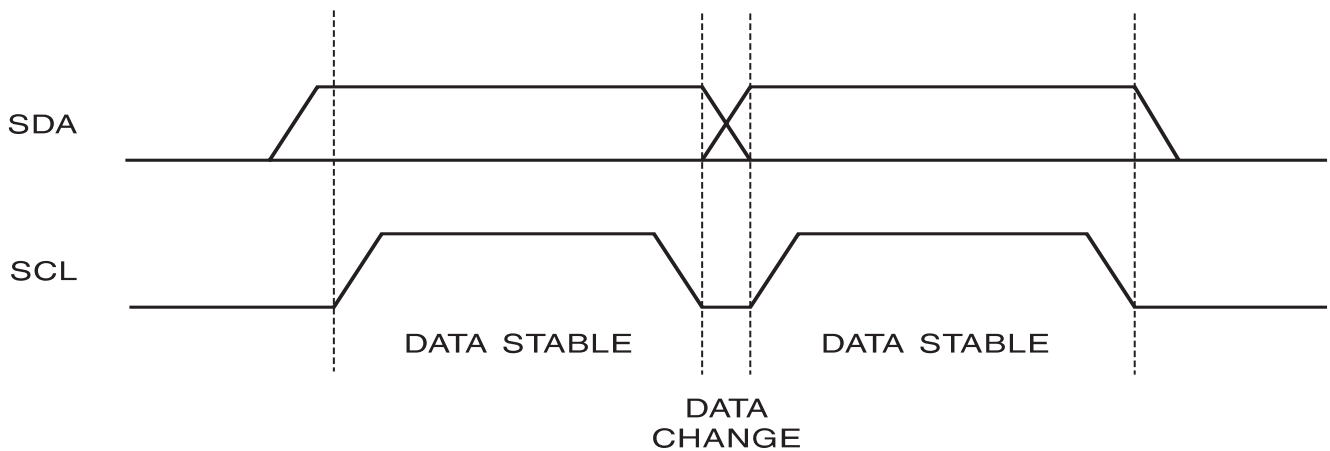 SDA
SCL
DATA STABLE
DATA STABLE
DATA
CHANGE